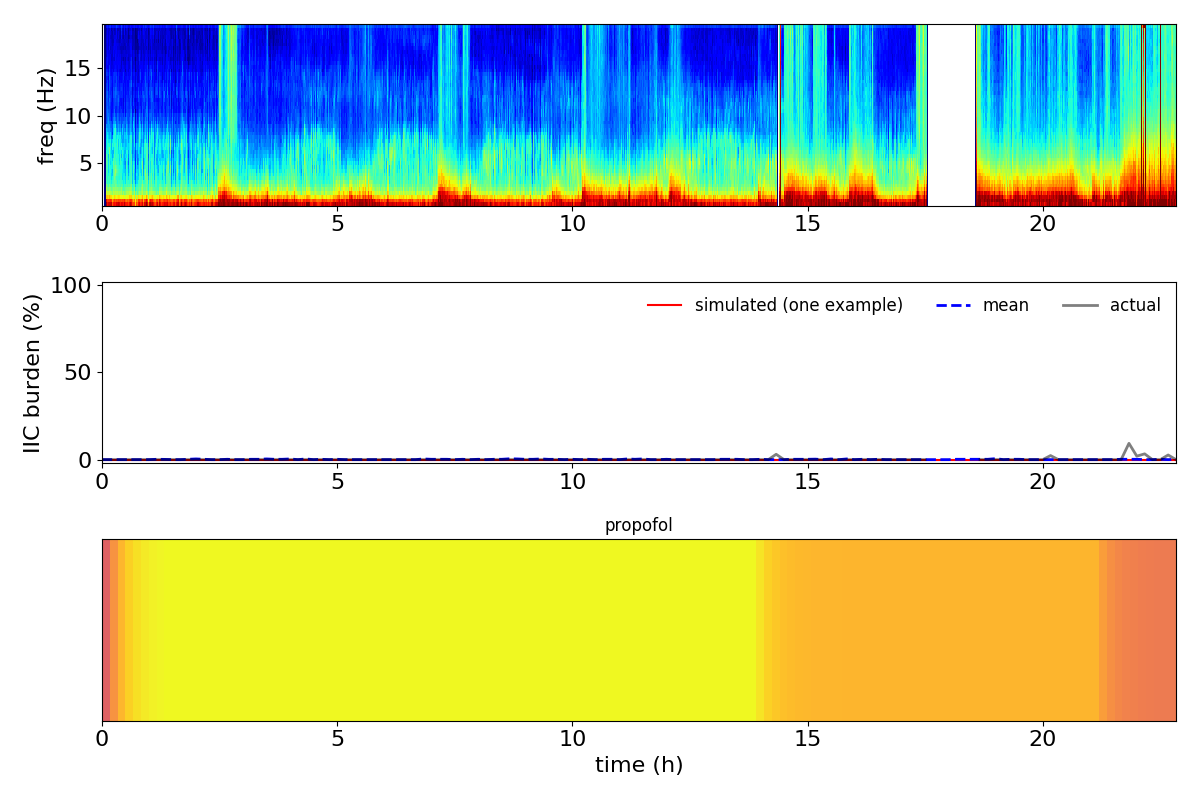 15
10
5
freq (Hz)
0 5 10 15 20
100
50
0
IIC burden (%)
simulated (one example) mean actual
0 5 10 15 20
propofol
0 5 10 15 20
time (h)